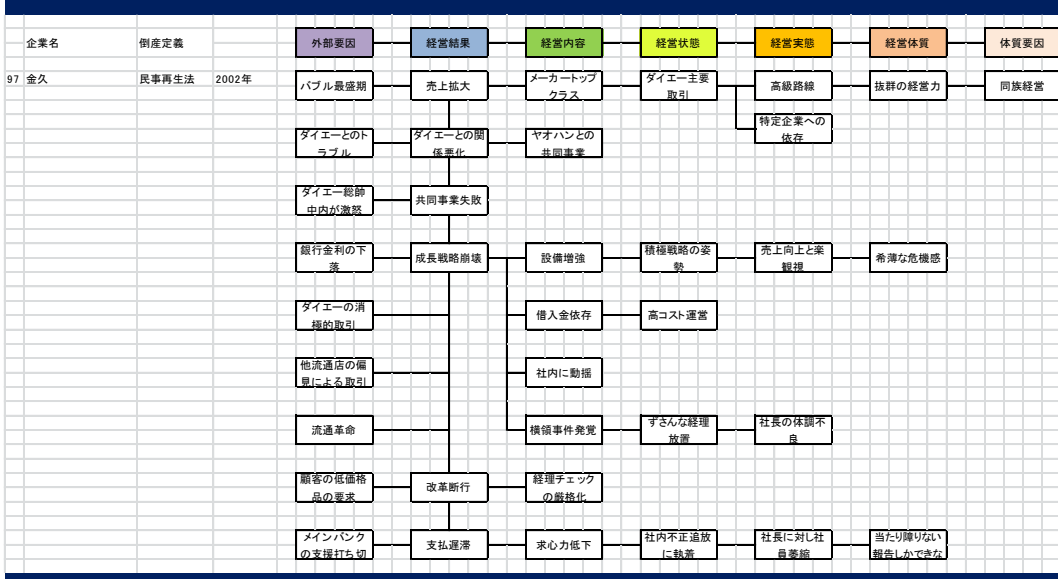 企業名 倒産定義 外部要因 経営結果 経営内容 経営状態 経営実態 経営体質 体質要因
97 金久 民事再生法 2002年
バブル最盛期
売上拡大
メーカートップ
クラス
ダイエー主要
取引
高級路線
抜群の経営力
同族経営
特定企業への
依存
ダイエーとのト
ラブル
ダイエーとの関
係悪化
ヤオハンとの
共同事業
ダイエー総帥
中内が激怒
共同事業失敗
銀行金利の下
落
成長戦略崩壊
設備増強
積極戦略の姿
勢
売上向上と楽
観視
希薄な危機感
ダイエーの消
極的取引
借入金依存
高コスト運営
他流通店の偏
見による取引
社内に動揺
流通革命
横領事件発覚
ずさんな経理
放置
社長の体調不
良
顧客の低価格
品の要求
改革断行
経理チェック
の厳格化
メインバンク
の支援打ち切
支払遅滞
求心力低下
社内不正追放
に執着
社長に対し社
員萎縮
当たり障りない
報告しかできな